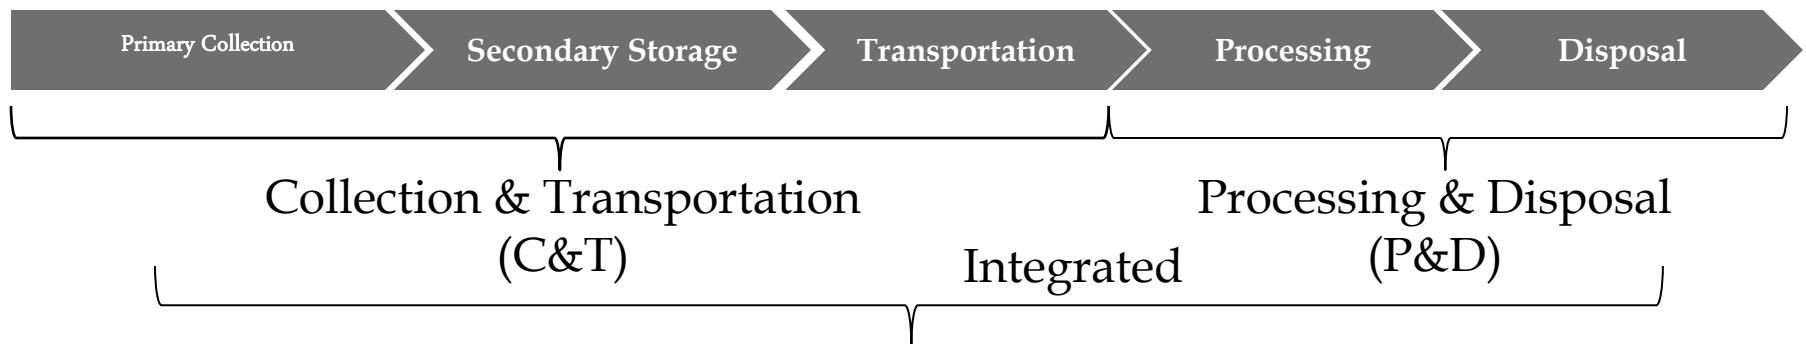 Primary Collection
Secondary Storage
Transportation
Processing
Disposal
Collection & Transportation
(C&T)
Processing & Disposal
(P&D)
Integrated